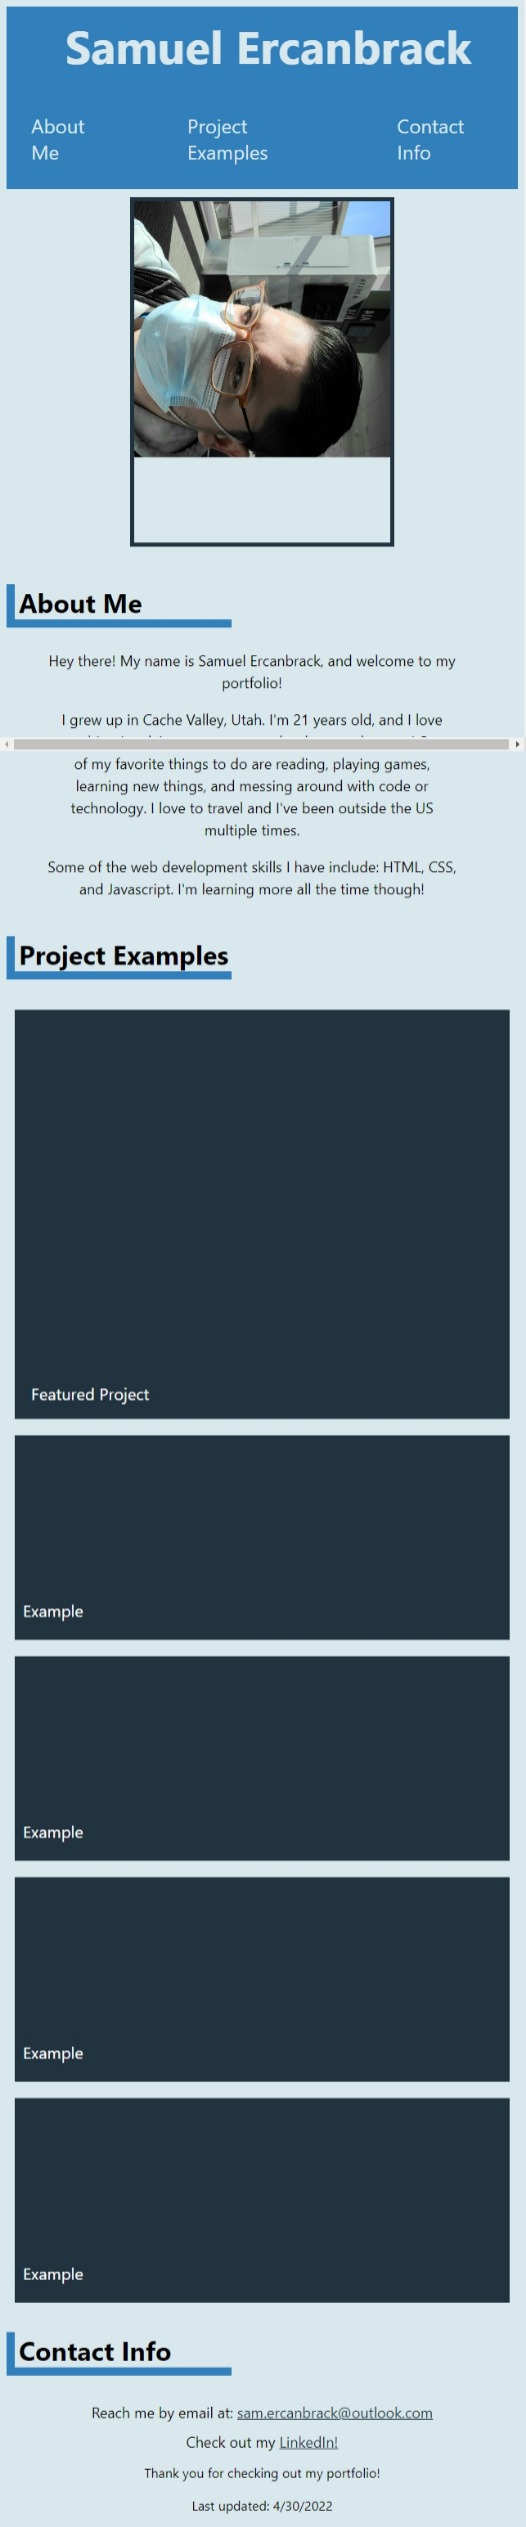 Samuel Ercanbrack
About
Me
Project
Examples
Contact
Info
About Me
Hey there! My name is Samuel Ercanbrack, and welcome to my
portfolio!
I grew up in Cache Valley, Utah. I'm 21 years old, and I love
of my favorite things to do are reading, playing games,
learning new things, and messing around with code or
technology. I love to travel and I've been outside the US
multiple times.
Some of the web development skills I have include: HTML, CSS,
and Javascript. I'm learning more all the time though!
Project Examples
Featured Project
Example
Example
Example
Example
Contact Info
Reach me by email at: sam.ercanbrack@outlook.com
Check out my LinkedIn!
Thank you for checking out my portfolio!
Last updated: 4/30/2022